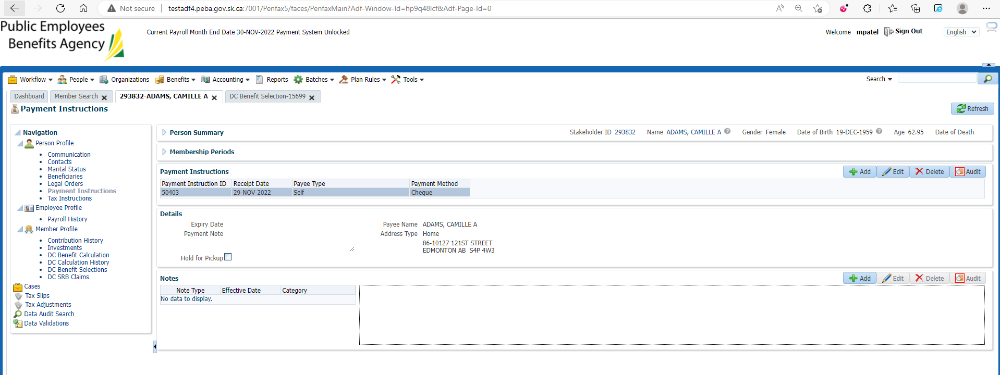 Not secure testadf4.peba.gov.sk.ca:7001/Penfax5/faces/PenfaxMain?Adf-Window-Id=hp9q48lcf&Adf-Page-Id=0
Public Employees
Benefits Agency
Current Payroll Month End Date 30-NOV-2022 Payment System Unlocked
Welcome mpatel Sign Out English
Workflow People Organizations Benefits Accounting Reports Batches Plan Rules Tools Search
Dashboard Member Search 293832-ADAMS, CAMILLE A DC Benefit Selection-15699
Payment Instructions Refresh
Navigation
Person Profile
Communication
Contacts
Marital Status
Beneficiaries
Legal Orders
Payment Instructions
Tax Instructions
Employee Profile
Payroll History
Member Profile
Contribution History
Investments
DC Benefit Calculation
DC Calculation History
DC Benefit Selections
DC SRB Claims
Cases
Tax Slips
Tax Adjustments
Data Audit Search
Data Validations
Person Summary Stakeholder ID 293832 Name ADAMS, CAMILLE A Gender Female Date of Birth 19-DEC-1959 Age 62.95 Date of Death
Membership Periods
Payment Instructions Add Edit Delete Audit
Payment Instruction ID Receipt Date Payee Type Payment Method
50403 29-NOV-2022 Self Cheque
Details
Expiry Date Payee Name ADAMS, CAMILLE A
Payment Note Address Type Home
86-10127 121ST STREET
EDMONTON AB S4P 4W3
Hold for Pickup
Notes Add Edit Delete Audit
Note Type Effective Date Category
No data to display.